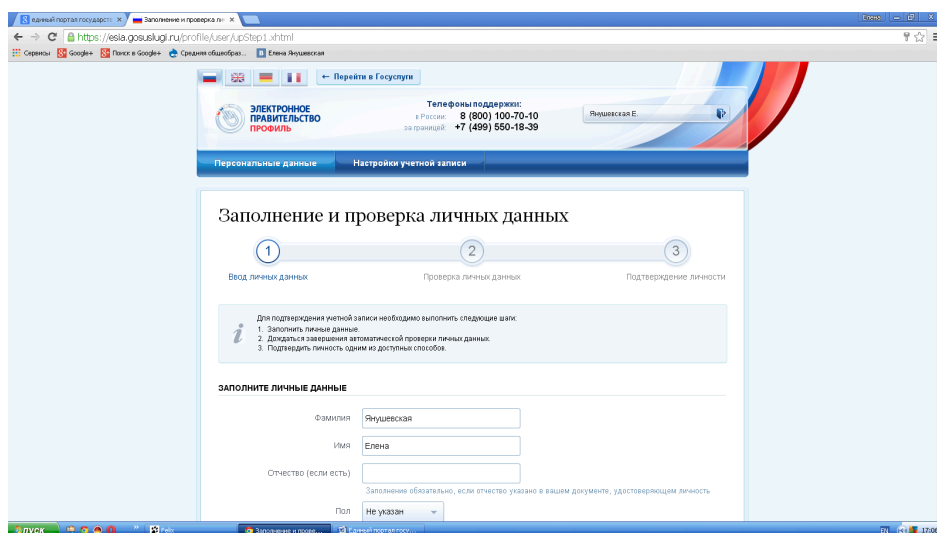 единый портал государств
Заполнение и проверка ли
Елена
https://esia.gosuslugi.ru/profile/user/upStep1.xhtml
Сервисы Google+ Поиск в Google+ Средняя общеобраз... Елена Янушевская
← Перейти в Госуслуги
ЭЛЕКТРОННОЕ
ПРАВИТЕЛЬСТВО
ПРОФИЛЬ
Телефоны поддержки:
в России: 8 (800) 100-70-10
за границей: +7 (499) 550-18-39
Янушевская Е.
Персональные данные Настройки учетной записи
Заполнение и проверка личных данных
1 2 3
Ввод личных данных Проверка личных данных Подтверждение личности
Для подтверждения учетной записи необходимо выполнить следующие шаги:
1. Заполнить личные данные.
2. Дождаться завершения автоматической проверки личных данных.
3. Подтвердить личность одним из доступных способов.
ЗАПОЛНИТЕ ЛИЧНЫЕ ДАННЫЕ
Фамилия Янушевская
Имя Елена
Отчество (если есть)
Заполнение обязательно, если отчество указано в вашем документе, удостоверяющем личность
Пол Не указан
пуск Заполнение и прове... Единый портал госу... EN 17:06